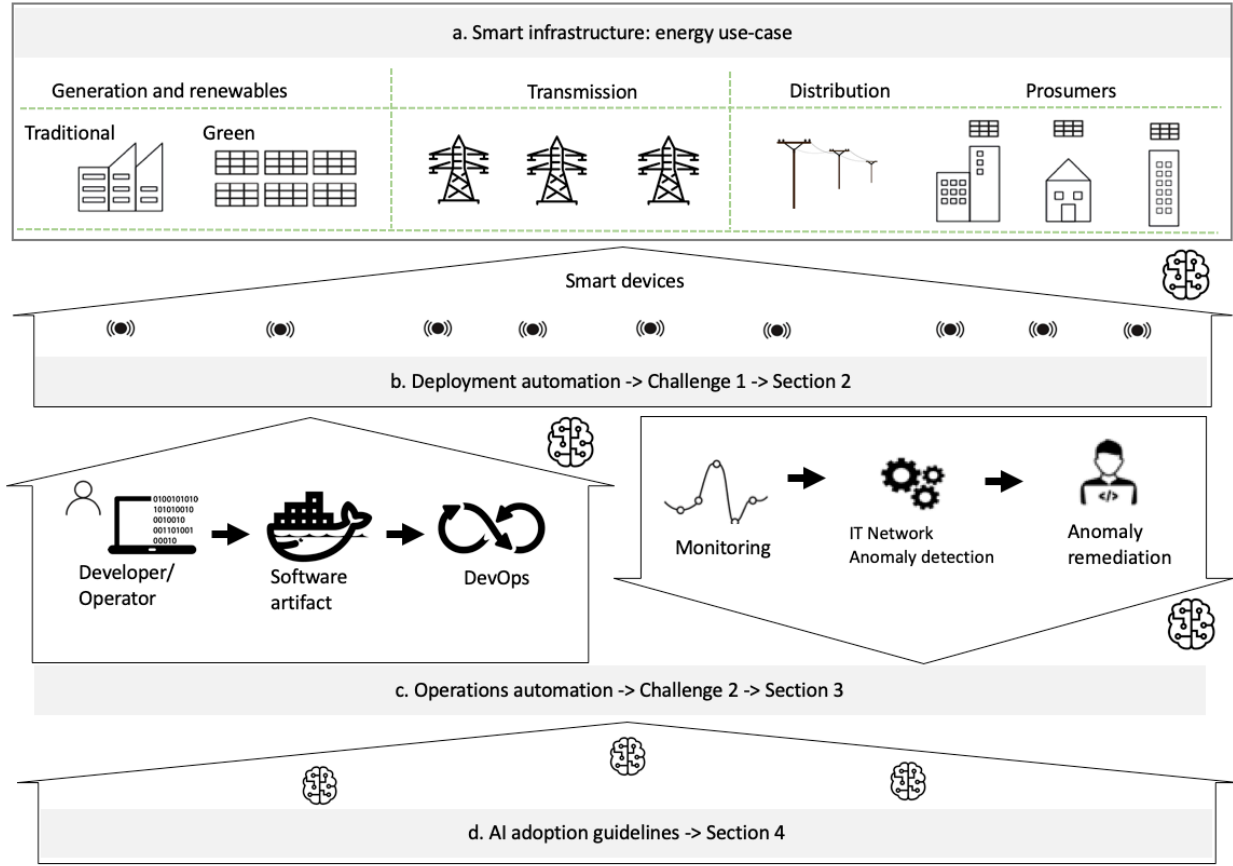 a. Smart infrastructure: energy use-case
Generation and renewables
Transmission
Distribution
Prosumers
Traditional
Green
Smart devices
b. Deployment automation -> Challenge 1 -> Section 2
0100101010
101010010
0010010
001101001
00010
Developer/
Operator
Software
artifact
DevOps
Monitoring
IT Network
Anomaly detection
</>
Anomaly
remediation
c. Operations automation -> Challenge 2 -> Section 3
d. AI adoption guidelines -> Section 4